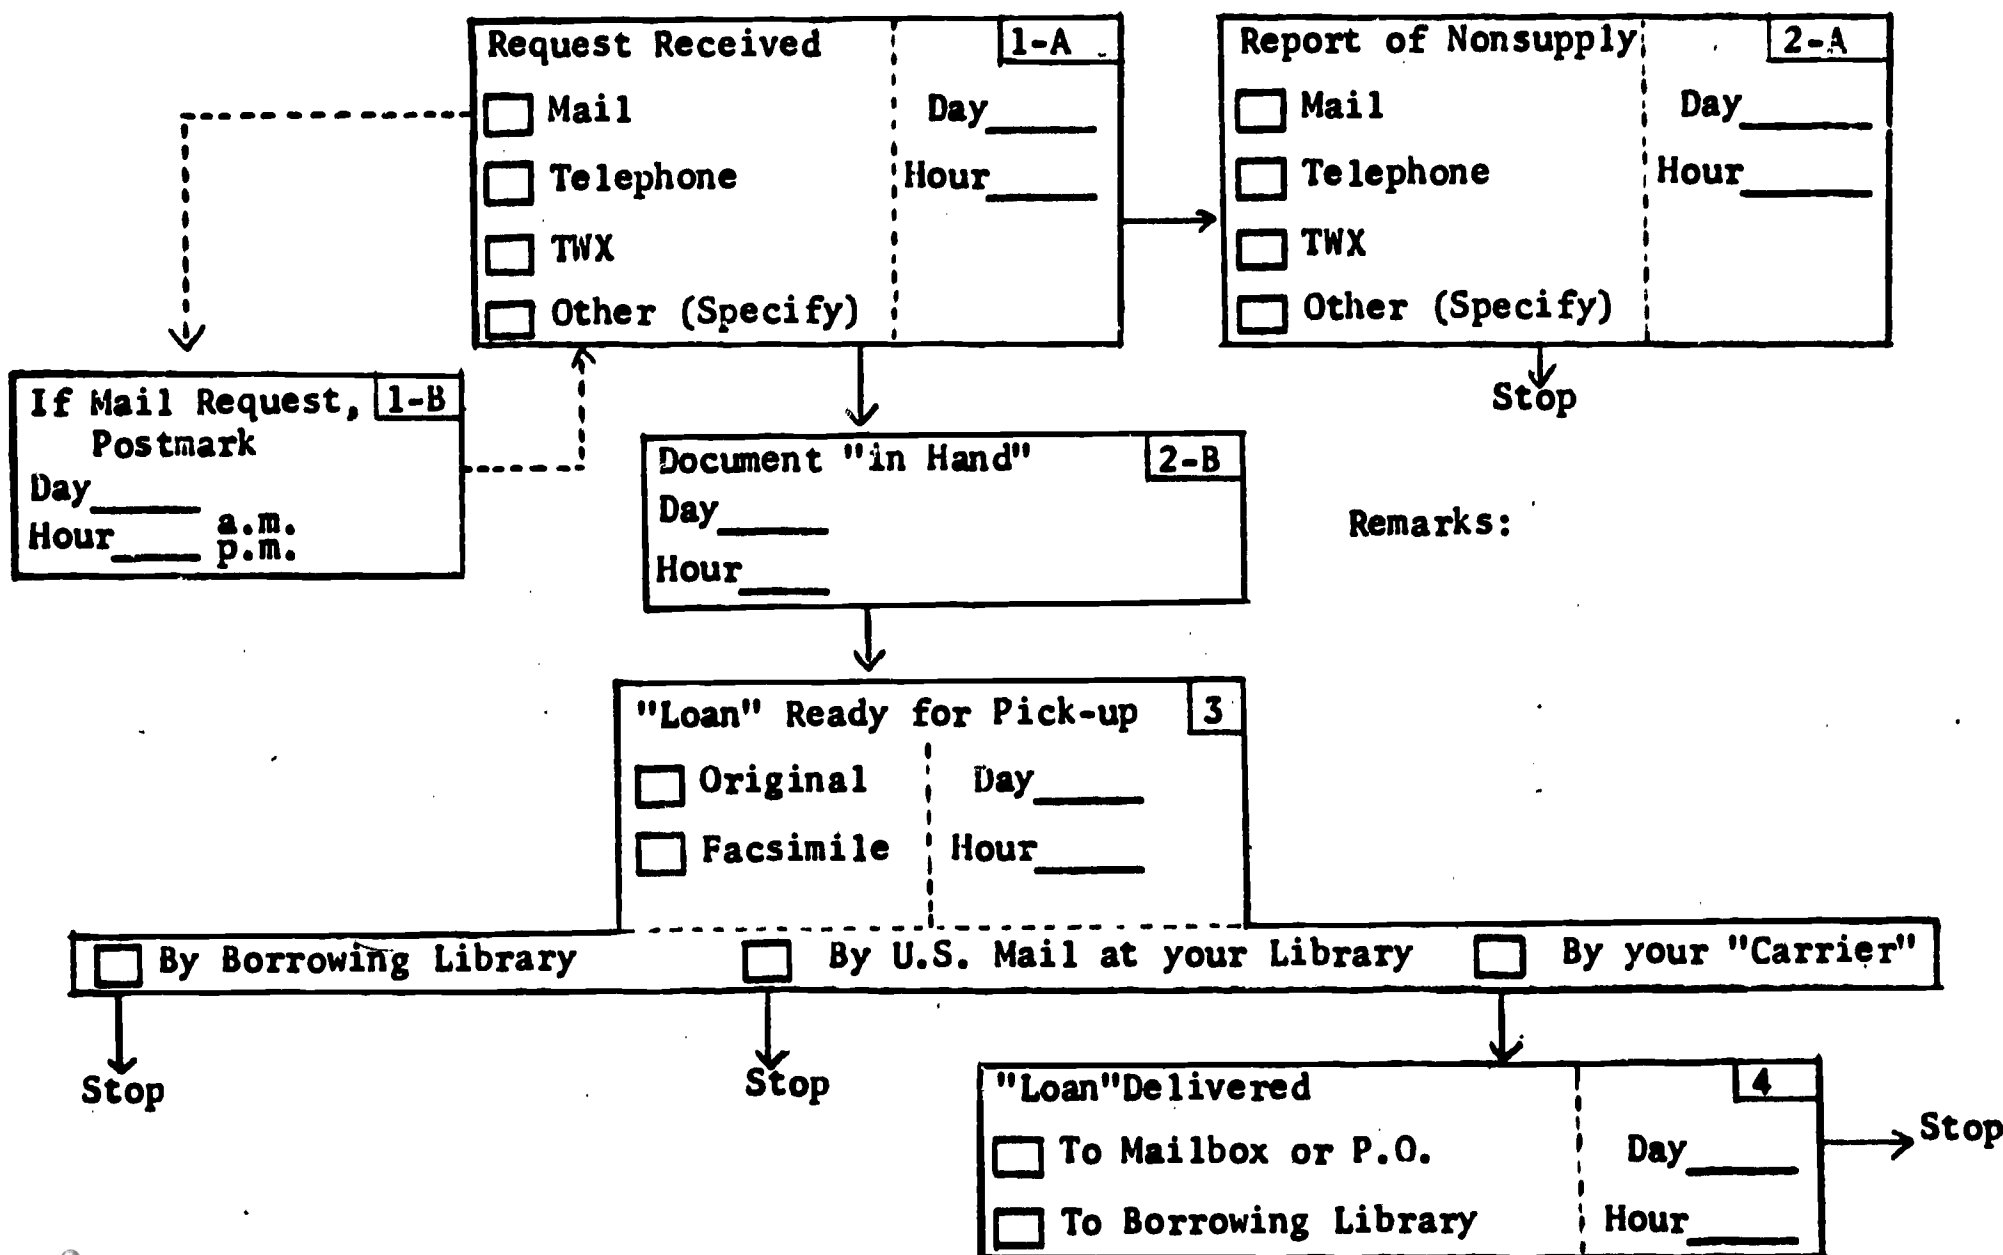 Request Received 1-A
Mail Day
Telephone Hour
TWX
Other (Specify)
Report of Nonsupply 2-A
Mail Day
Telephone Hour
TWX
Other (Specify)
Stop
If Mail Request, 1-B
Postmark
Day
Hour a.m.
p.m.
Document "in Hand" 2-B
Day
Hour
Remarks:
"Loan" Ready for Pick-up 3
Original Day
Facsimile Hour
By Borrowing Library By U.S. Mail at your Library By your "Carrier"
Stop
Stop
"Loan"Delivered 4
To Mailbox or P.O. Day
To Borrowing Library Hour
Stop